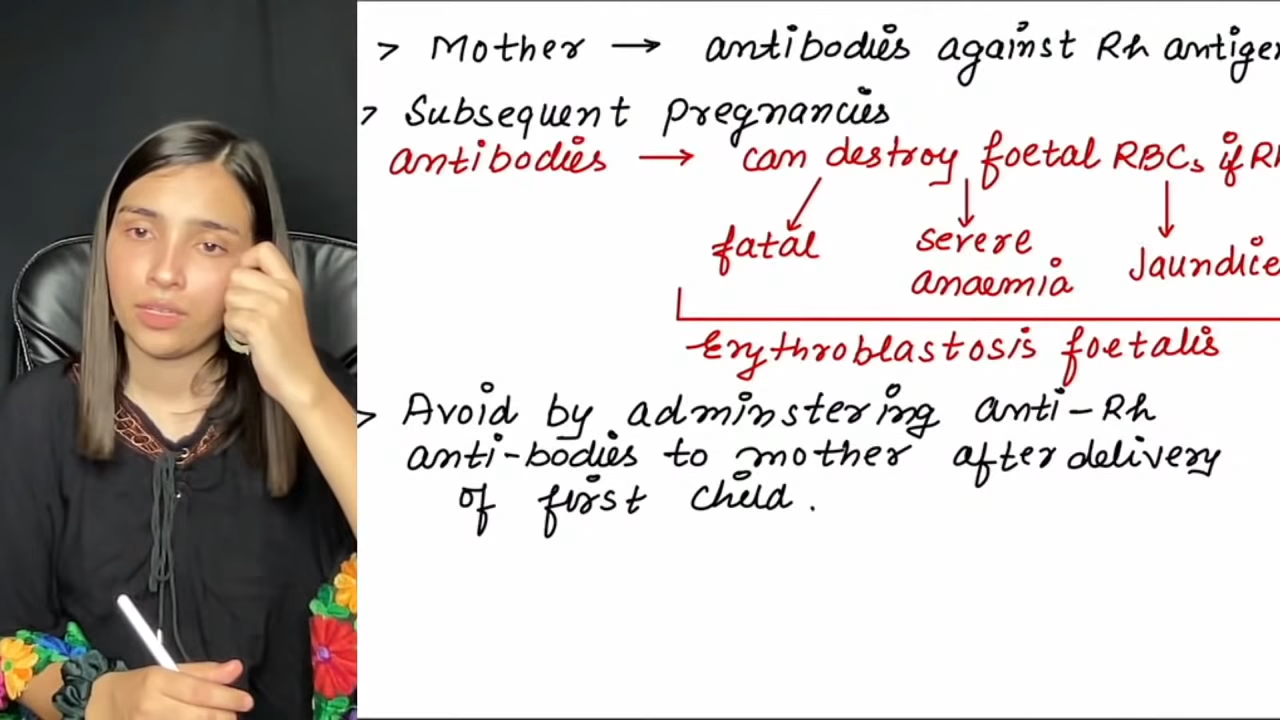 > Mother → antibodies against Rh antigen
> Subsequent pregnancies
antibodies → can destroy foetal RBCs if
fatal
severe
anaemia
Jaundice
Erythroblastosis foetalis
> Avoid by adminstering anti-Rh
anti-bodies to mother after delivery
of first child.